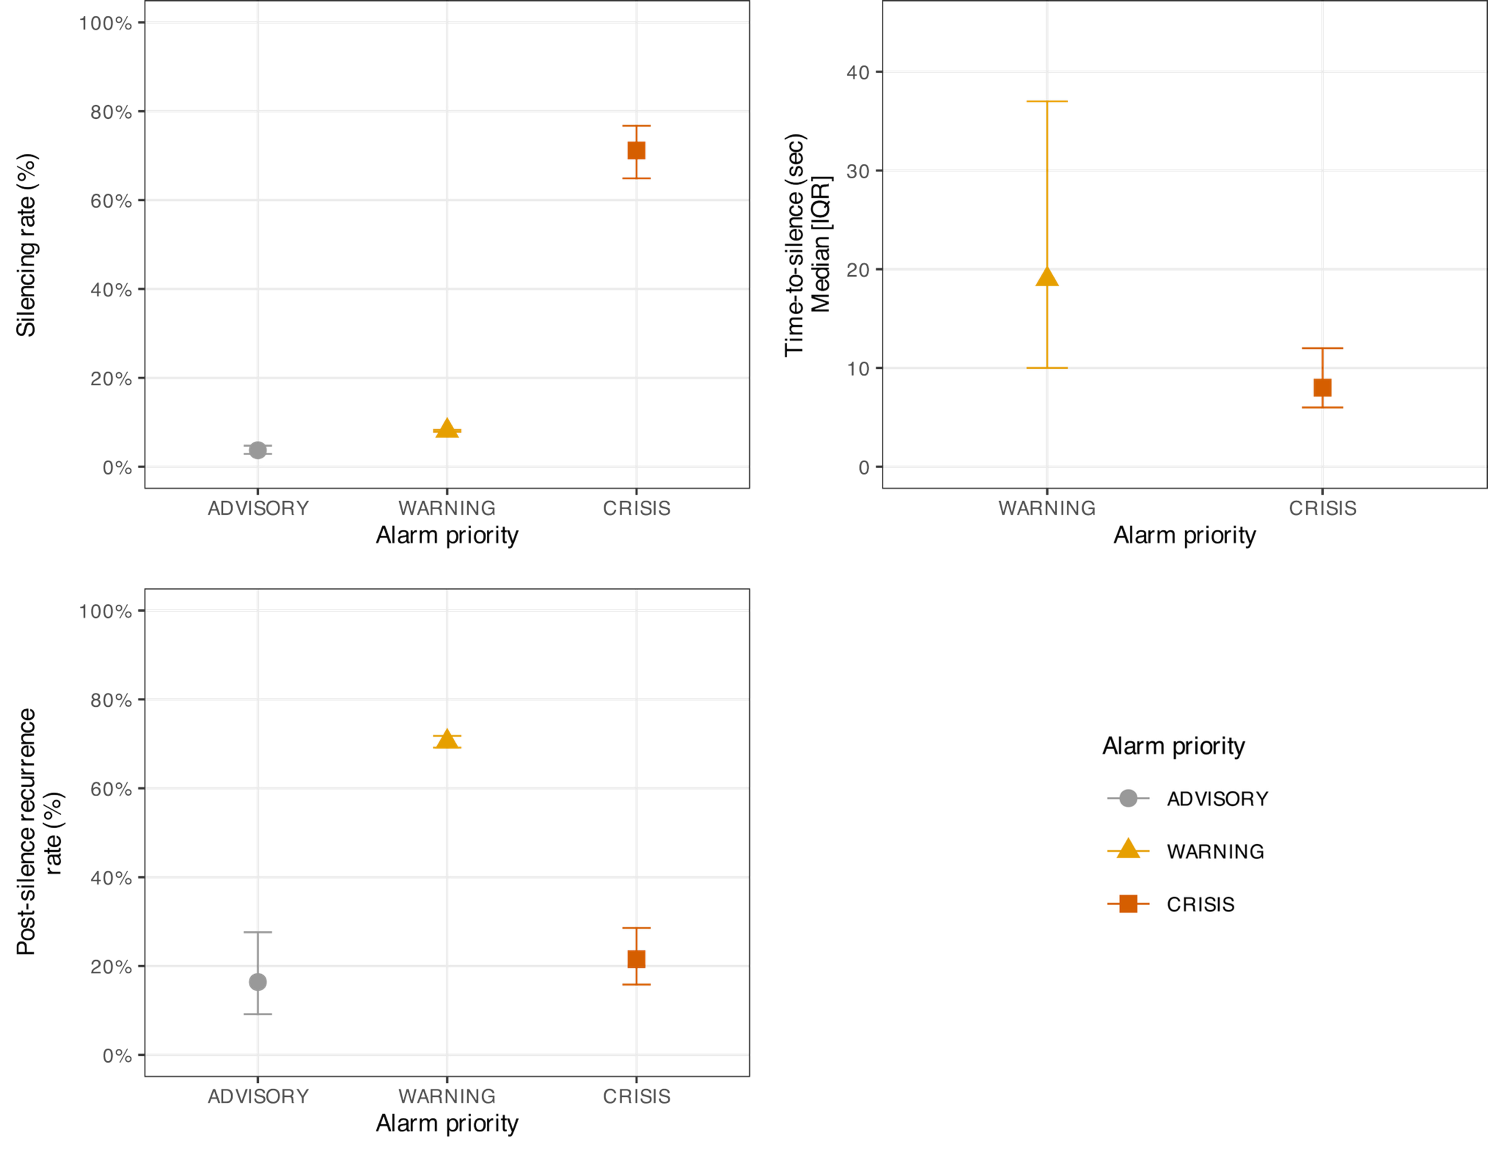 Silencing rate (%)
100%
80%
60%
40%
20%
0%
ADVISORY WARNING CRISIS
Alarm priority
Time-to-silence (sec)
Median [IQR]
40
30
20
10
0
WARNING CRISIS
Alarm priority
Post-silence recurrence
rate (%)
100%
80%
60%
40%
20%
0%
ADVISORY WARNING CRISIS
Alarm priority
Alarm priority
ADVISORY
WARNING
CRISIS